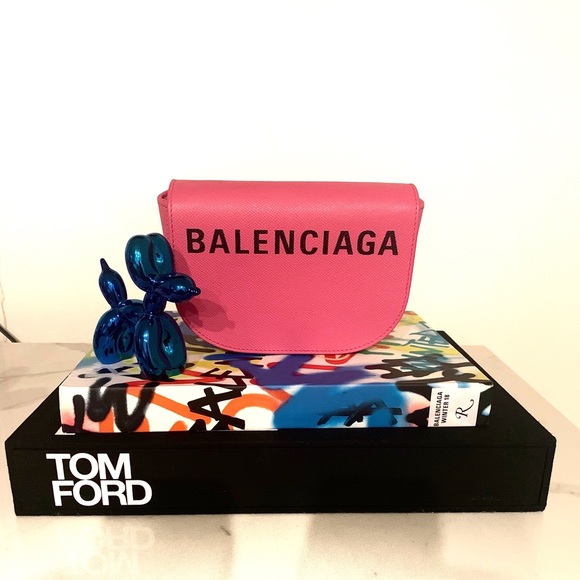 BALENCIAGA
BALENCIAGA
WINTER 18
R
TOM
FORD